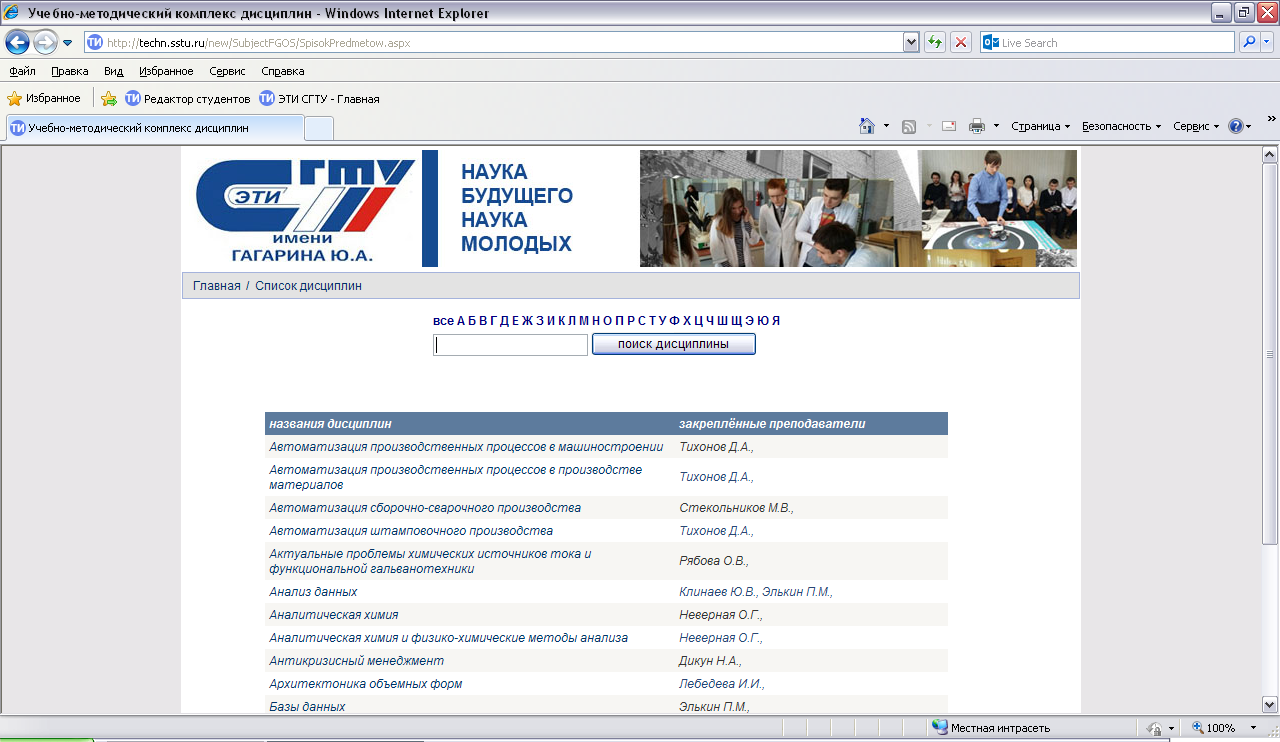 Учебно-методический комплекс дисциплин - Windows Internet Explorer
http://techn.sstu.ru/new/SubjectFGOS/SpisokPredmetow.aspx
Live Search
Файл Правка Вид Избранное Сервис Справка
Избранное Редактор студентов ЭТИ СГТУ - Главная
Учебно-методический комплекс дисциплин
Страница Безопасность Сервис
СГТУ
ЭТИ
имени
ГАГАРИНА Ю.А.
НАУКА
БУДУЩЕГО
НАУКА
МОЛОДЫХ
Главная / Список дисциплин
все А Б В Г Д Е Ж З И К Л М Н О П Р С Т У Ф Х Ц Ч Ш Щ Э Ю Я
поиск дисциплины
названия дисциплин закреплённые преподаватели
Автоматизация производственных процессов в машиностроении Тихонов Д.А.,
Автоматизация производственных процессов в производстве
материалов Тихонов Д.А.,
Автоматизация сборочно-сварочного производства Стекольников М.В.,
Автоматизация штамповочного производства Тихонов Д.А.,
Актуальные проблемы химических источников тока и
функциональной гальванотехники Рябова О.В.,
Анализ данных Клинаев Ю.В., Элькин П.М.,
Аналитическая химия Неверная О.Г.,
Аналитическая химия и физико-химические методы анализа Неверная О.Г.,
Антикризисный менеджмент Дикун Н.А.,
Архитектоника объемных форм Лебедева И.И.,
Базы данных Элькин П.М.,
Местная интрасеть 100%